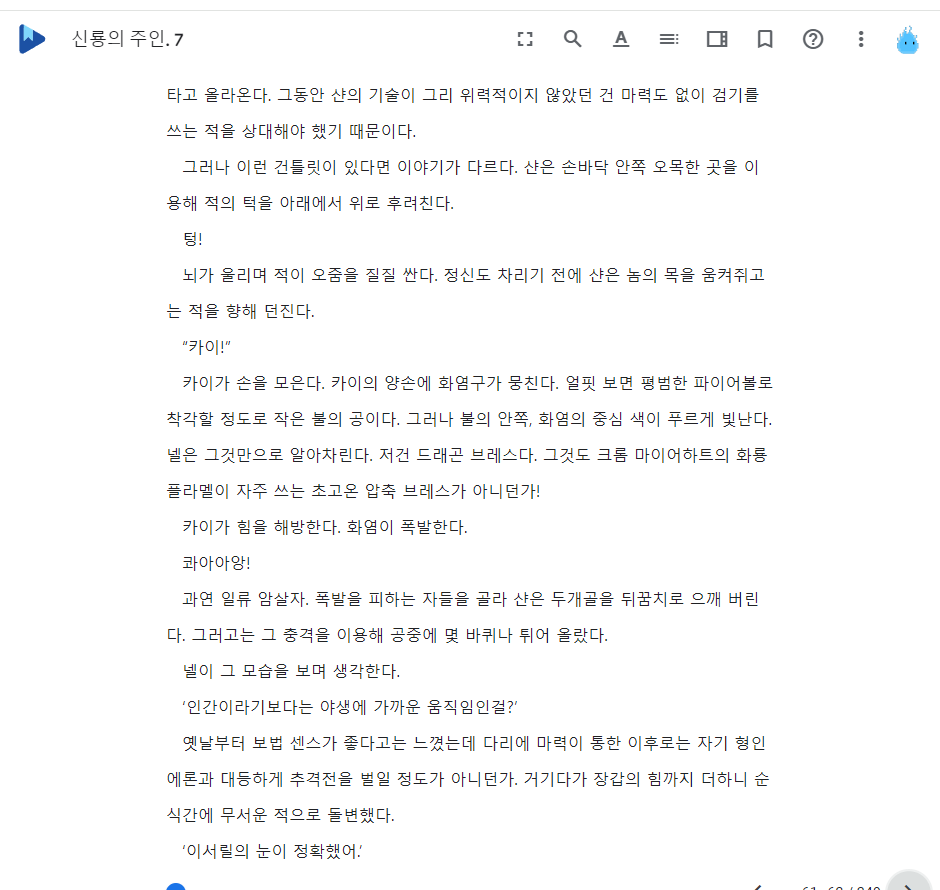 신룡의 주인. 7
타고 올라온다. 그동안 샨의 기술이 그리 위력적이지 않았던 건 마력도 없이 검기를
쓰는 적을 상대해야 했기 때문이다.
그러나 이런 건틀릿이 있다면 이야기가 다르다. 샨은 손바닥 안쪽 오목한 곳을 이
용해 적의 턱을 아래에서 위로 후려친다.
텅!
뇌가 울리며 적이 오줌을 질질 싼다. 정신도 차리기 전에 샨은 놈의 목을 움켜쥐고
는 적을 향해 던진다.
“카이!”
카이가 손을 모은다. 카이의 양손에 화염구가 뭉친다. 얼핏 보면 평범한 파이어볼로
착각할 정도로 작은 불의 공이다. 그러나 불의 안쪽, 화염의 중심 색이 푸르게 빛난다.
넬은 그것만으로 알아차린다. 저건 드래곤 브레스다. 그것도 크롬 마이어하트의 화룡
플라멜이 자주 쓰는 초고온 압축 브레스가 아니던가!
카이가 힘을 해방한다. 화염이 폭발한다.
콰아아앙!
과연 일류 암살자. 폭발을 피하는 자들을 골라 샨은 두개골을 뒤꿈치로 으깨 버린
다. 그러고는 그 충격을 이용해 공중에 몇 바퀴나 튀어 올랐다.
넬이 그 모습을 보며 생각한다.
‘인간이라기보다는 야생에 가까운 움직임인걸?’
옛날부터 보법 센스가 좋다고는 느꼈는데 다리에 마력이 통한 이후로는 자기 형인
에론과 대등하게 추격전을 벌일 정도가 아니던가. 거기다가 장갑의 힘까지 더하니 순
식간에 무서운 적으로 돌변했다.
‘이서릴의 눈이 정확했어.’